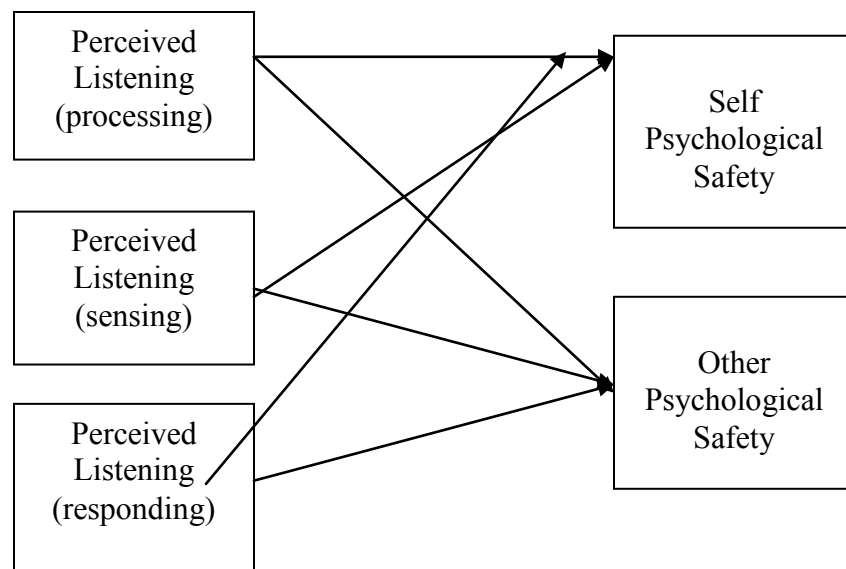 Perceived
Listening
(processing)
Self
Psychological
Safety
Perceived
Listening
(sensing)
Other
Psychological
Safety
Perceived
Listening
(responding)